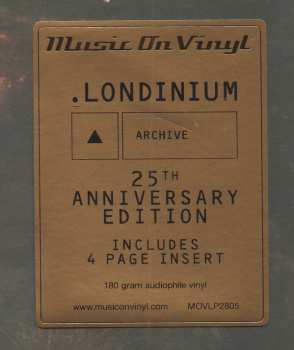 Music On Vinyl
.LONDINIUM
ARCHIVE
25TH
ANNIVERSARY
EDITION
INCLUDES
4 PAGE INSERT
180 gram audiophile vinyl
www.musiconvinyl.com MOVLP2805